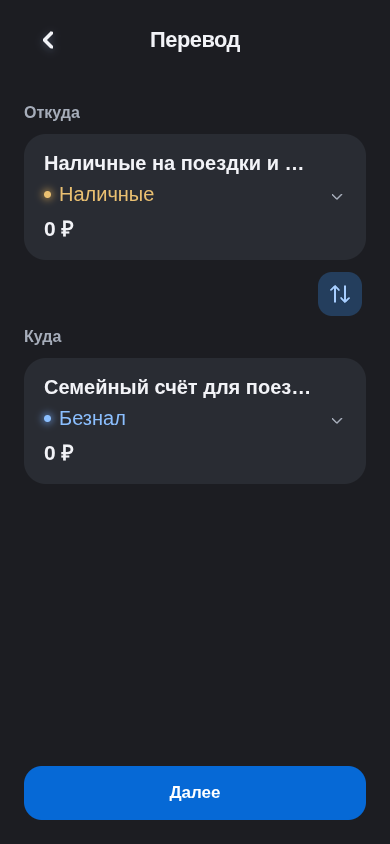 Перевод
Откуда
Наличные на поездки и …
Наличные
0 ₽
Куда
Семейный счёт для поез…
Безнал
0 ₽
Далее